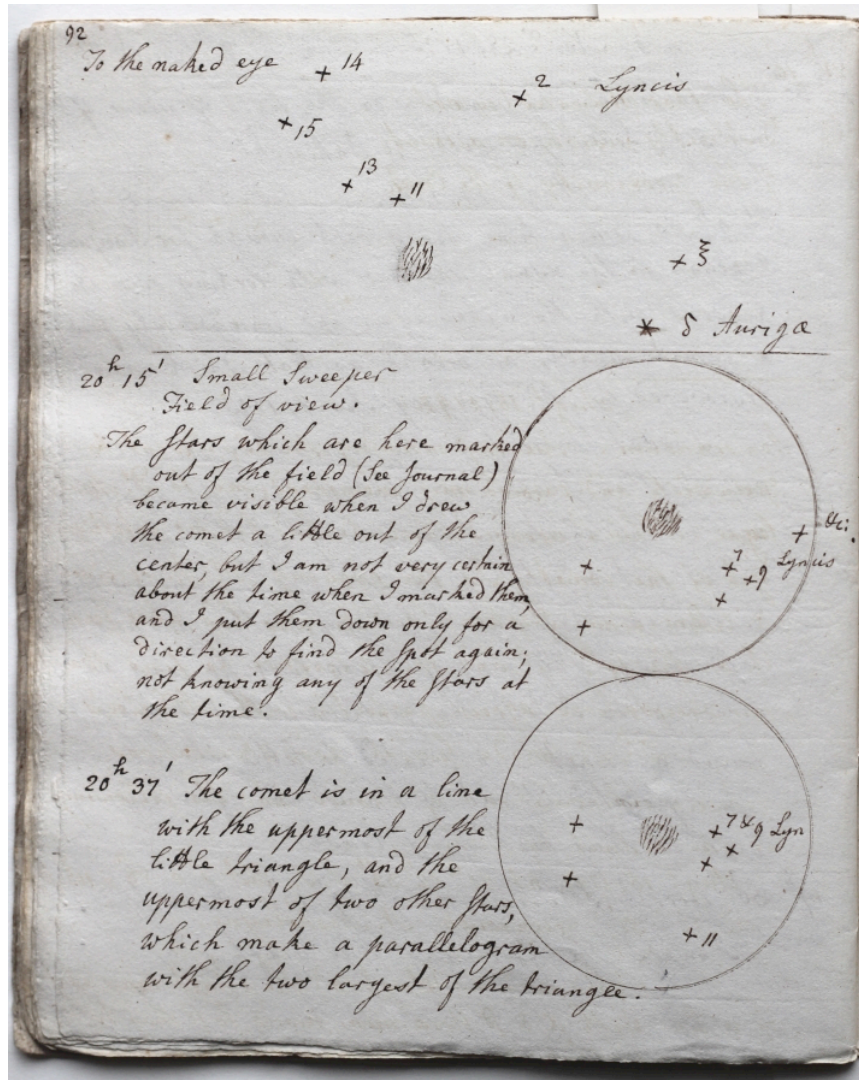 92
To the naked eye
14
2 Lyncis
15
13
11
ξ
δ Aurigæ
20h 15' Small Sweeper
Field of view.
The Stars which are here marked
out of the field (See Journal)
became visible when I drew
the comet a little out of the
center, but I am not very certain
about the time when I marked them,
and I put them down only for a
direction to find the spot again;
not knowing any of the Stars at
the time.
7
9 Lyncis
20h 37' The comet is in a line
with the uppermost of the
little triangle, and the
uppermost of two other Stars,
which make a parallelogram
with the two largest of the triangle.
7 & 9 Lyn
11